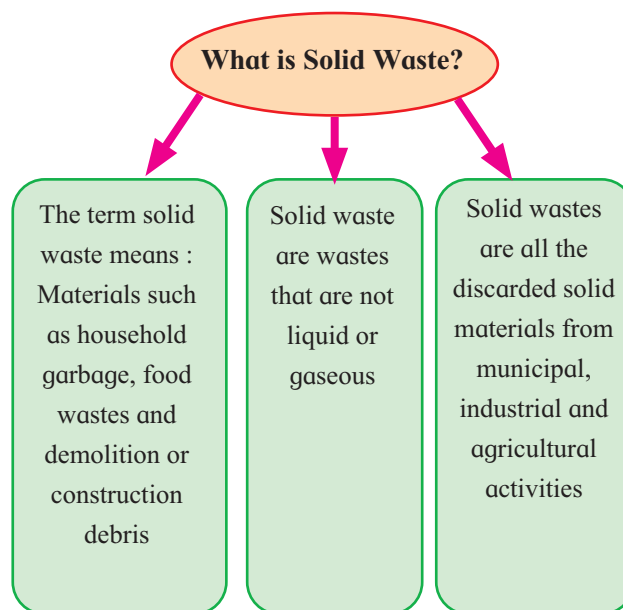 What is Solid Waste?
The term solid
waste means :
Materials such
as household
garbage, food
wastes and
demolition or
construction
debris
Solid waste
are wastes
that are not
liquid or
gaseous
Solid wastes
are all the
discarded solid
materials from
municipal,
industrial and
agricultural
activities